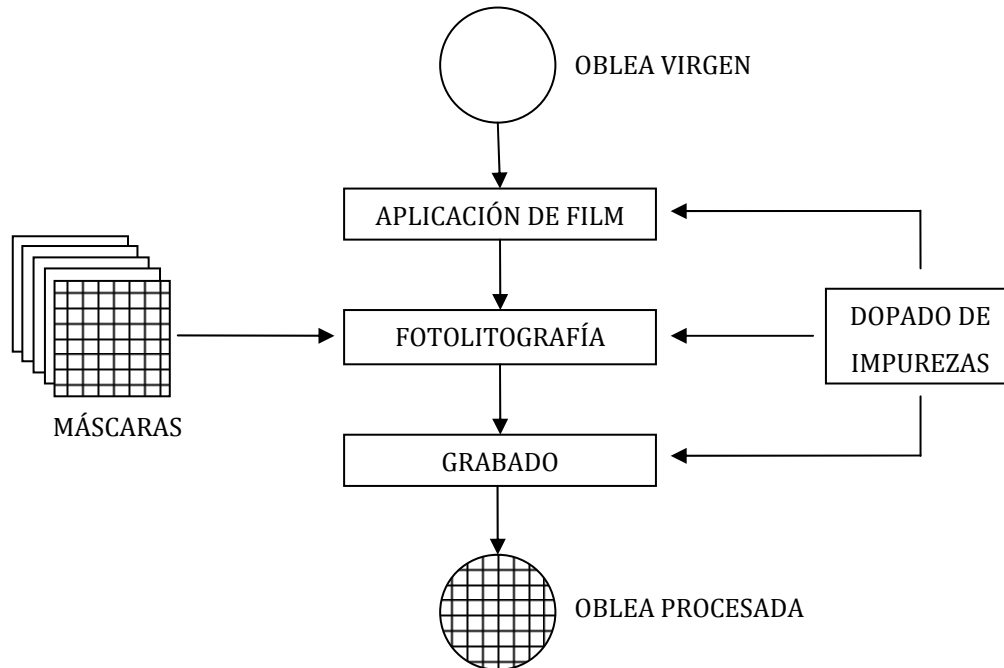 OBLEA VIRGEN
APLICACIÓN DE FILM
FOTOLITOGRAFÍA
DOPADO DE
IMPUREZAS
MÁSCARAS
GRABADO
OBLEA PROCESADA